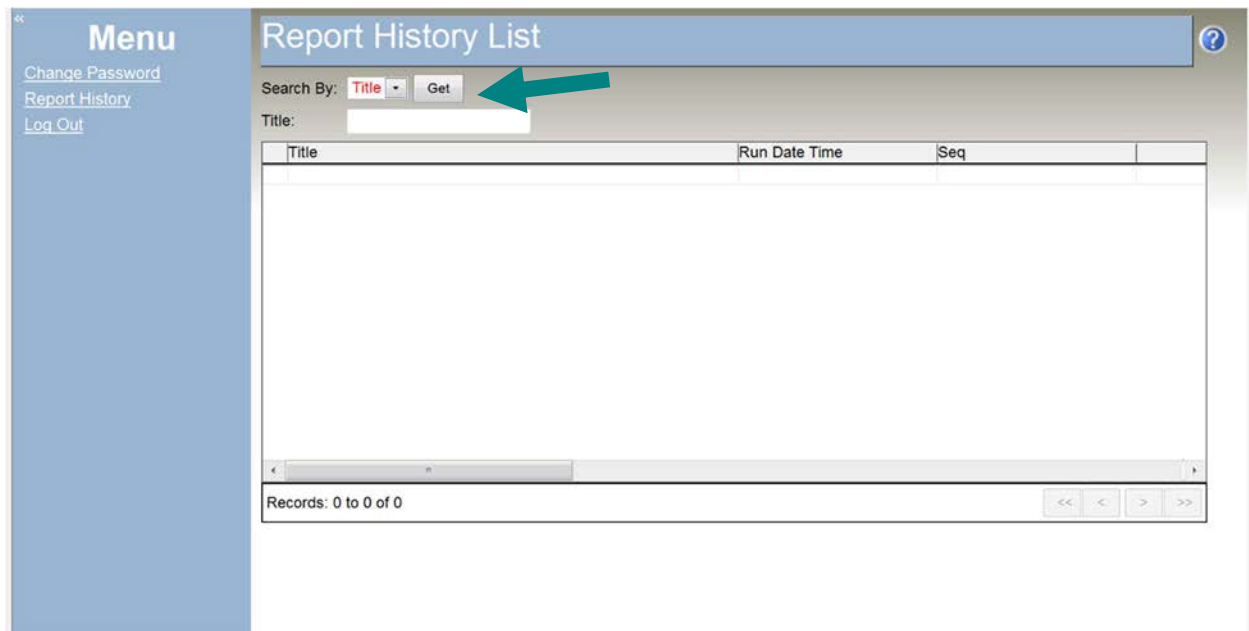 «
Menu
Change Password
Report History
Log Out
Report History List
?
Search By: Title Get
Title:
Title Run Date Time Seq
Records: 0 to 0 of 0
<< < > >>